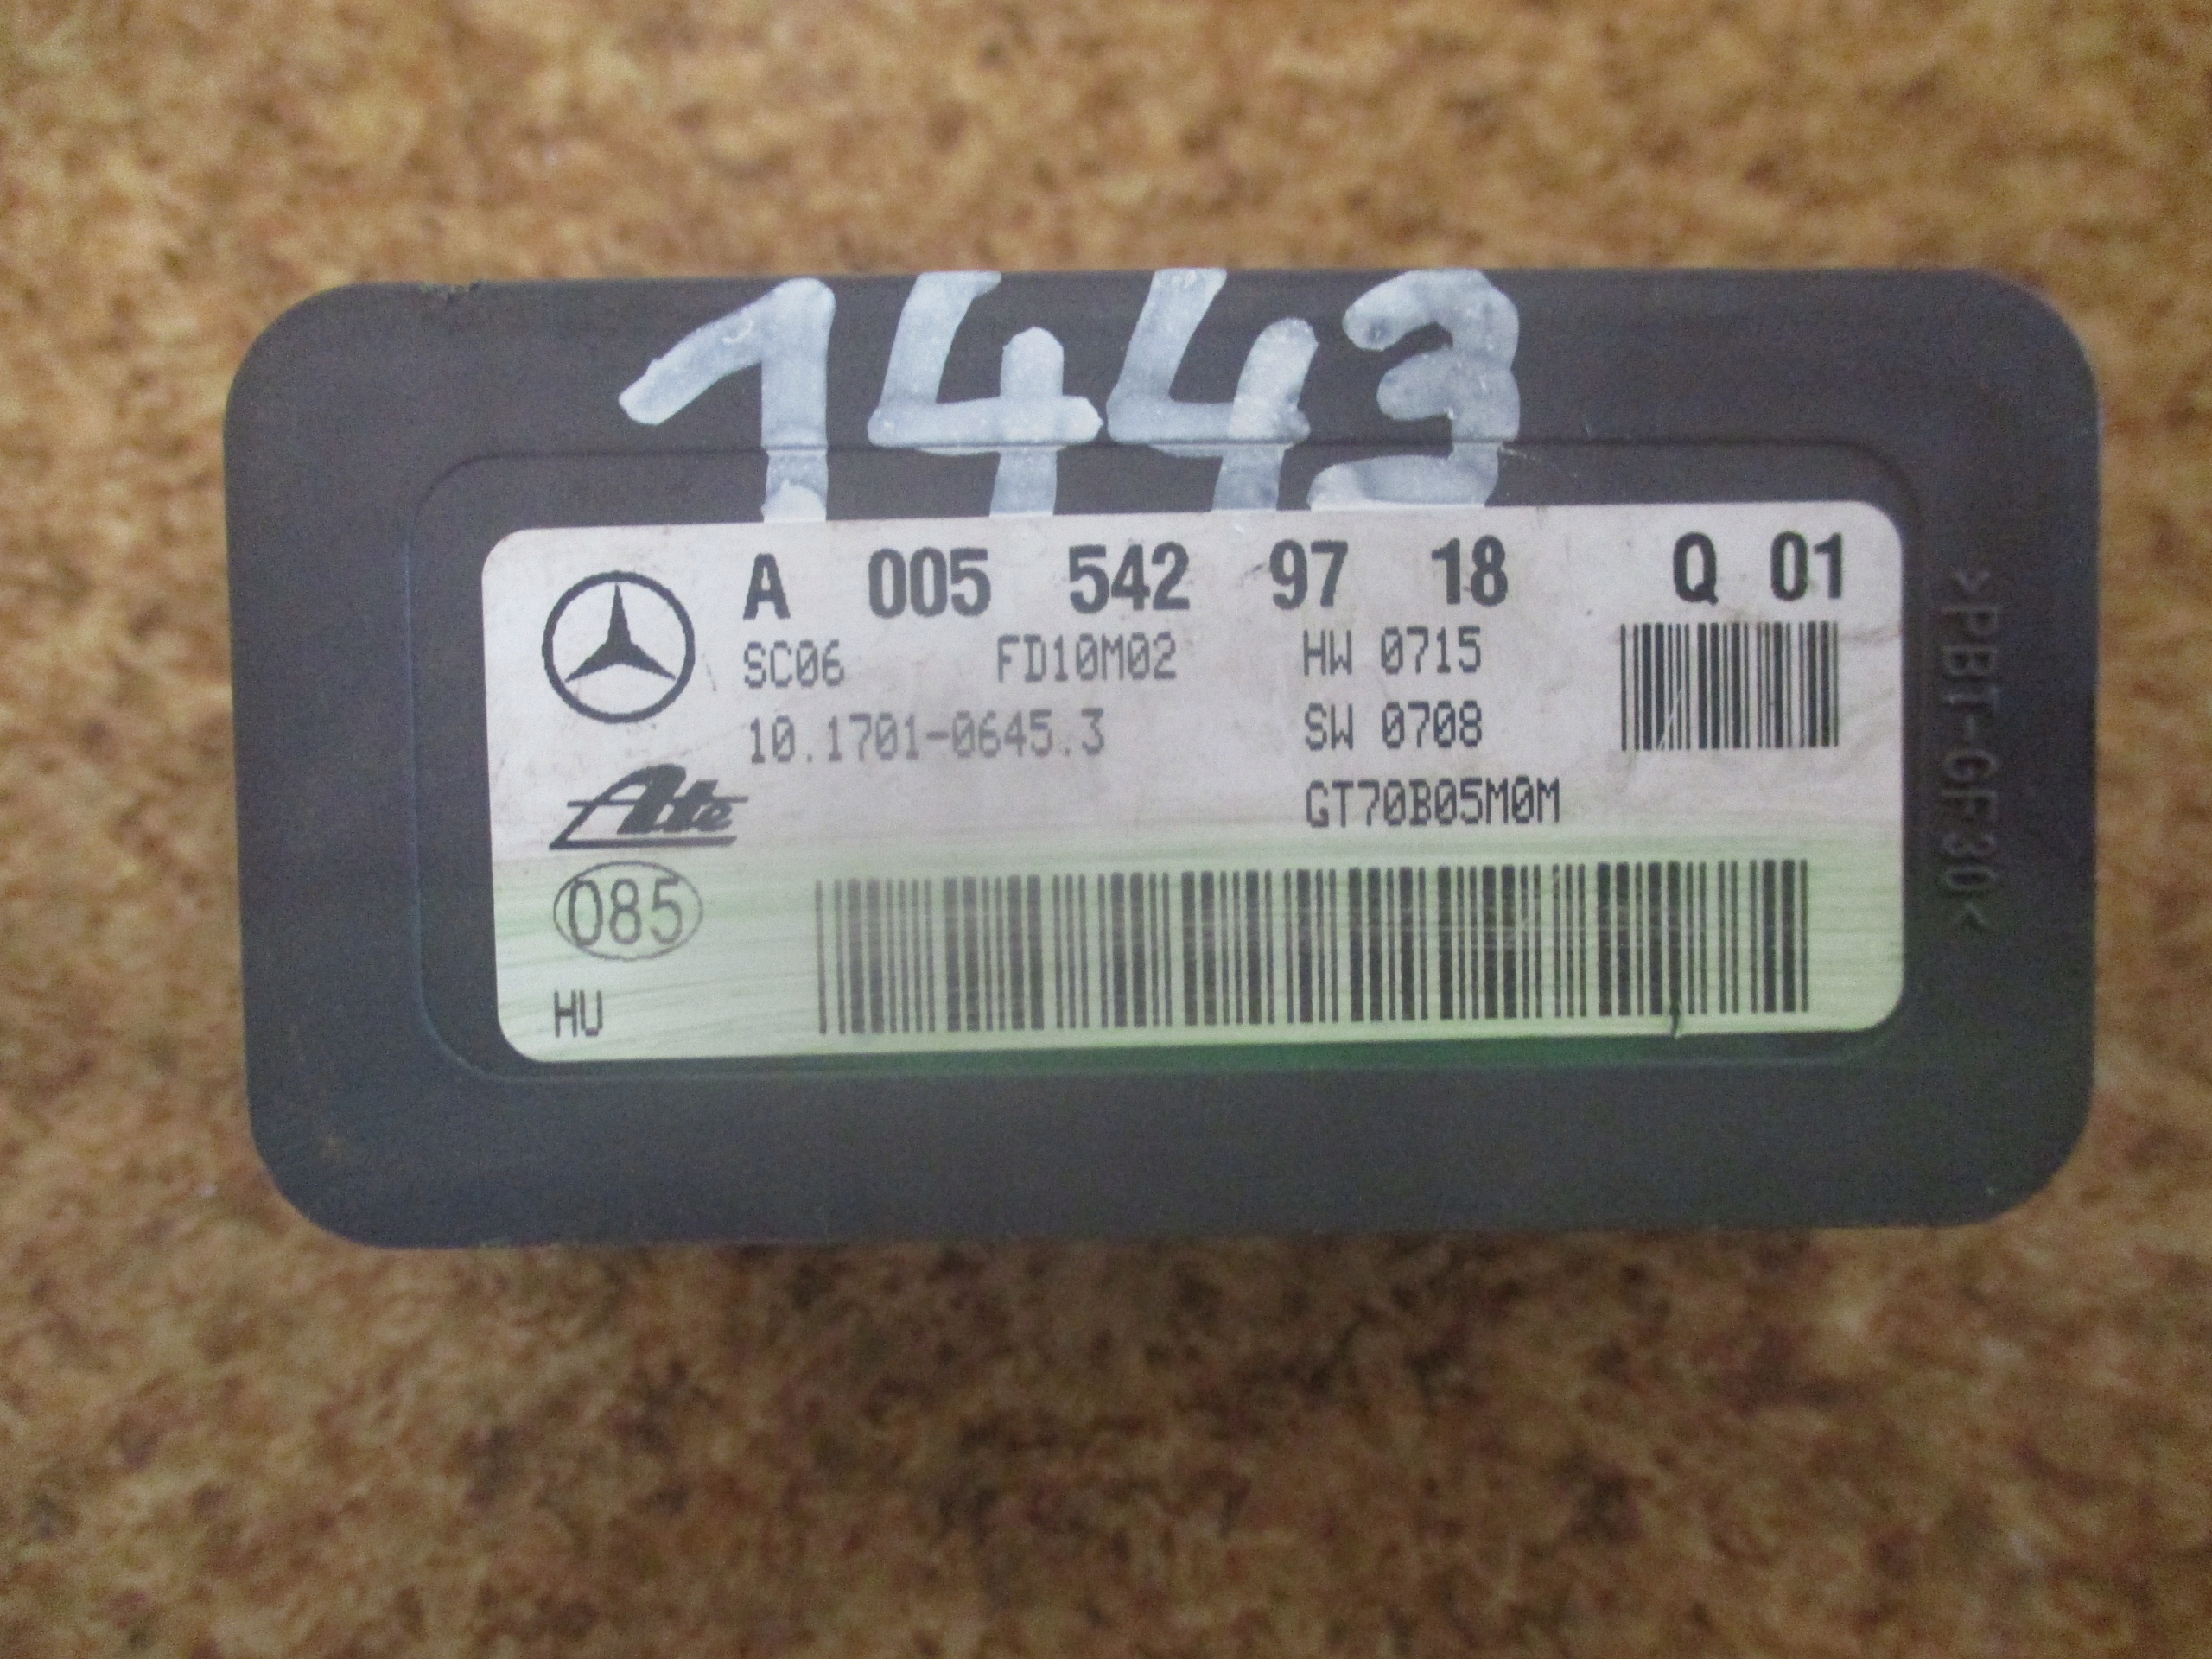 1443
A 005 542 97 18 Q 01
SC06 FD10M02 HW 0715
10.1701-0645.3 SW 0708
Ate GT70B05M0M
085
HU
>PBT-GF30<